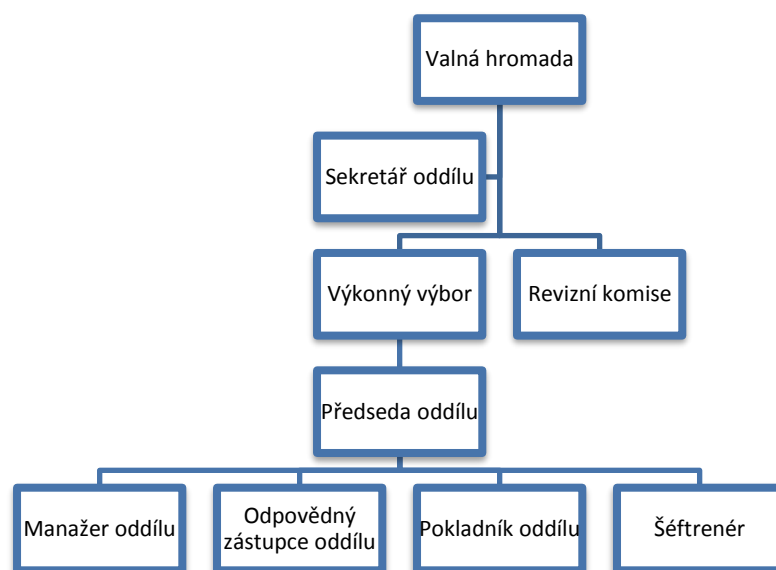 Valná hromada
Sekretář oddílu
Výkonný výbor
Revizní komise
Předseda oddílu
Manažer oddílu
Odpovědný
zástupce oddílu
Pokladník oddílu
Šéftrenér